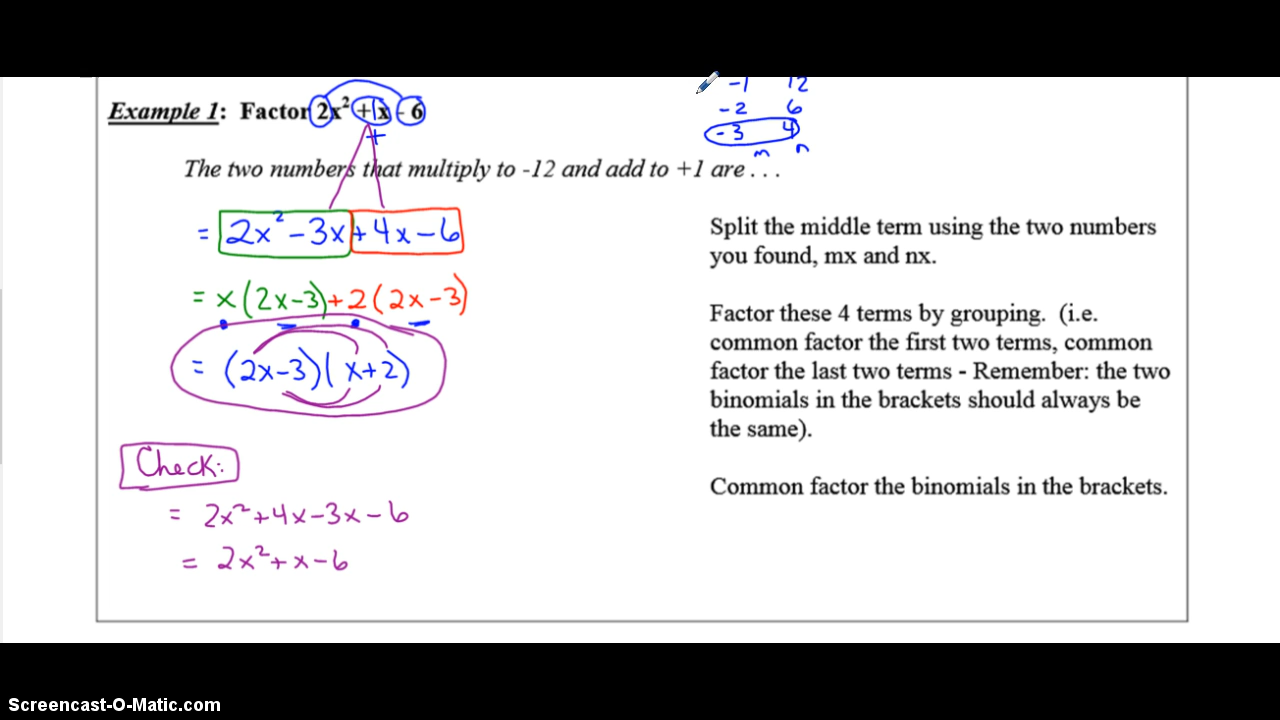 -1 12
Example 1: Factor 2x² +1x - 6
-2 6
-3 4
+
m n
The two numbers that multiply to -12 and add to +1 are . . .
= 2x² - 3x + 4x - 6
Split the middle term using the two numbers
you found, mx and nx.
= x(2x-3)+2(2x-3)
Factor these 4 terms by grouping. (i.e.
common factor the first two terms, common
= (2x-3)(x+2)
factor the last two terms - Remember: the two
binomials in the brackets should always be
the same).
Check:
Common factor the binomials in the brackets.
= 2x²+4x-3x-6
= 2x²+x-6
Screencast-O-Matic.com